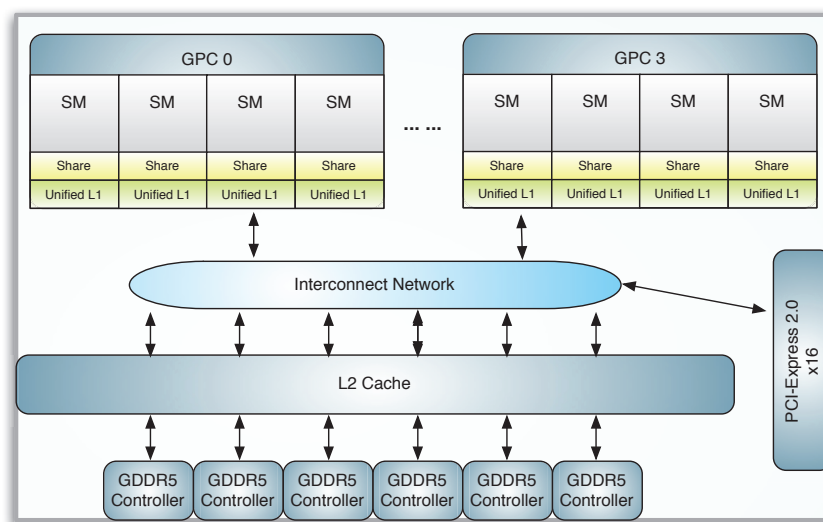 GPC 0
SM SM SM SM
Share Share Share Share
Unified L1 Unified L1 Unified L1 Unified L1
... ...
GPC 3
SM SM SM SM
Share Share Share Share
Unified L1 Unified L1 Unified L1 Unified L1
Interconnect Network
PCI-Express 2.0
x16
L2 Cache
GDDR5 GDDR5 GDDR5 GDDR5 GDDR5 GDDR5
Controller Controller Controller Controller Controller Controller